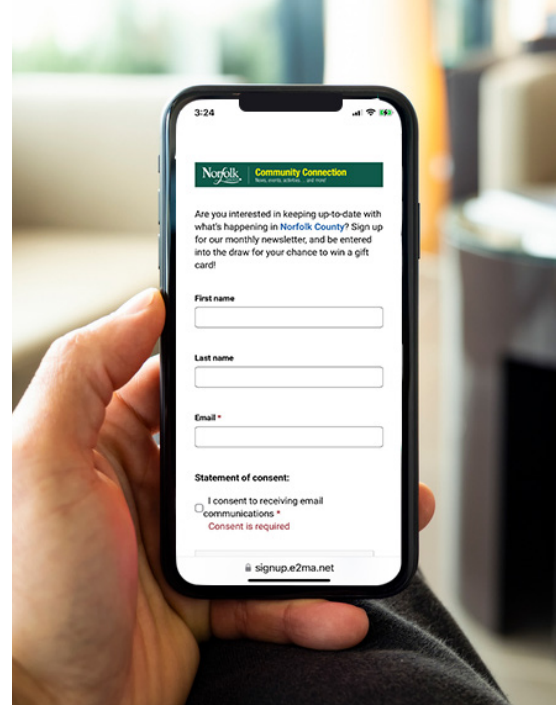 3:24
Norfolk
Community Connection
News, events, activities ... and more!
Are you interested in keeping up-to-date with
what's happening in Norfolk County? Sign up
for our monthly newsletter, and be entered
into the draw for your chance to win a gift
card!
First name
Last name
Email *
Statement of consent:
I consent to receiving email
communications *
Consent is required
signup.e2ma.net